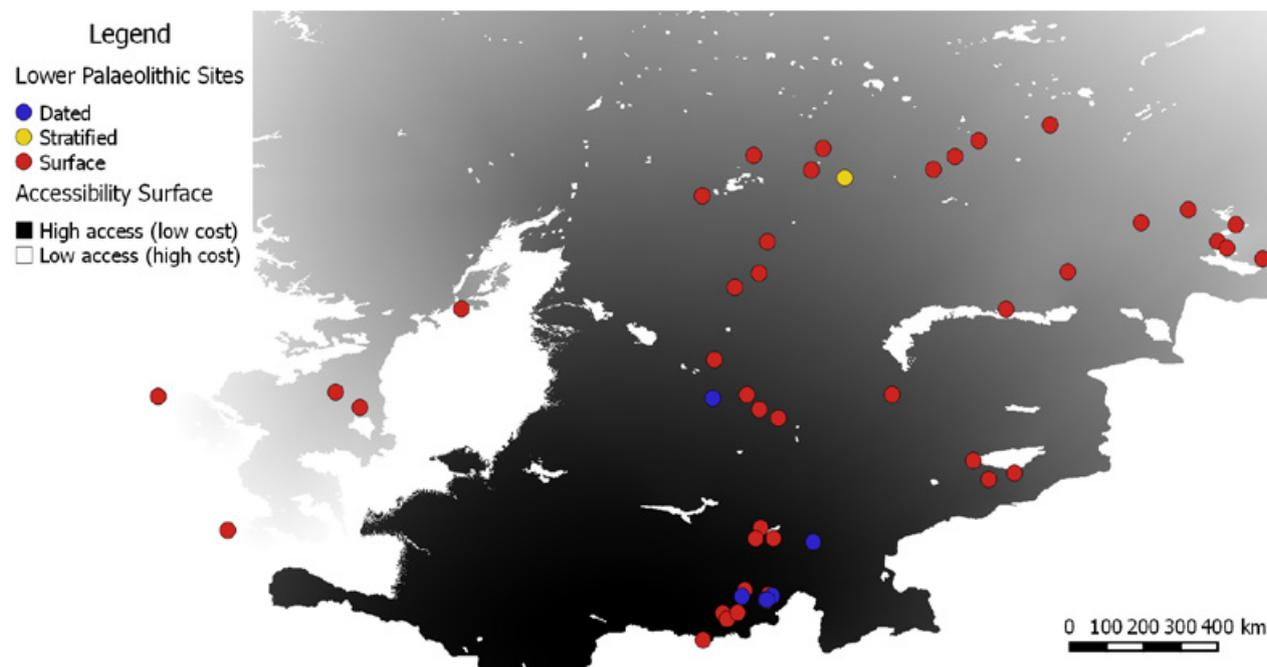 Legend
Lower Palaeolithic Sites
Dated
Stratified
Surface
Accessibility Surface
High access (low cost)
Low access (high cost)
0 100 200 300 400 km